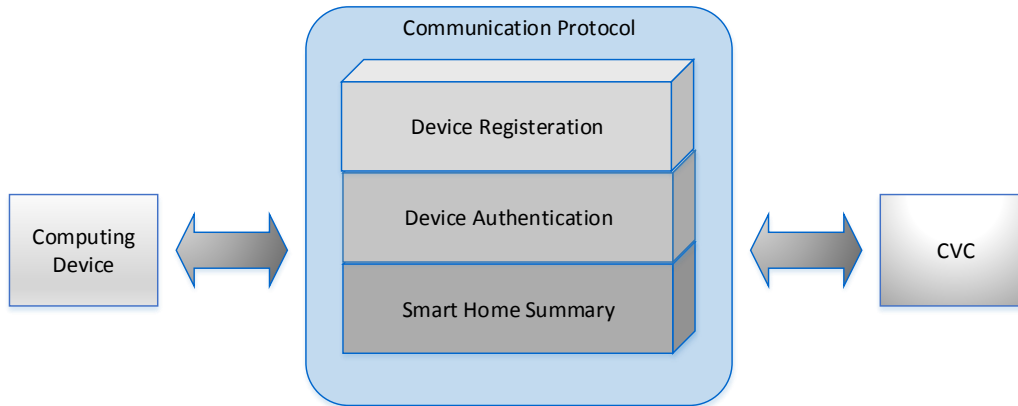 Communication Protocol
Device Registeration
Device Authentication
Smart Home Summary
Computing
Device
CVC